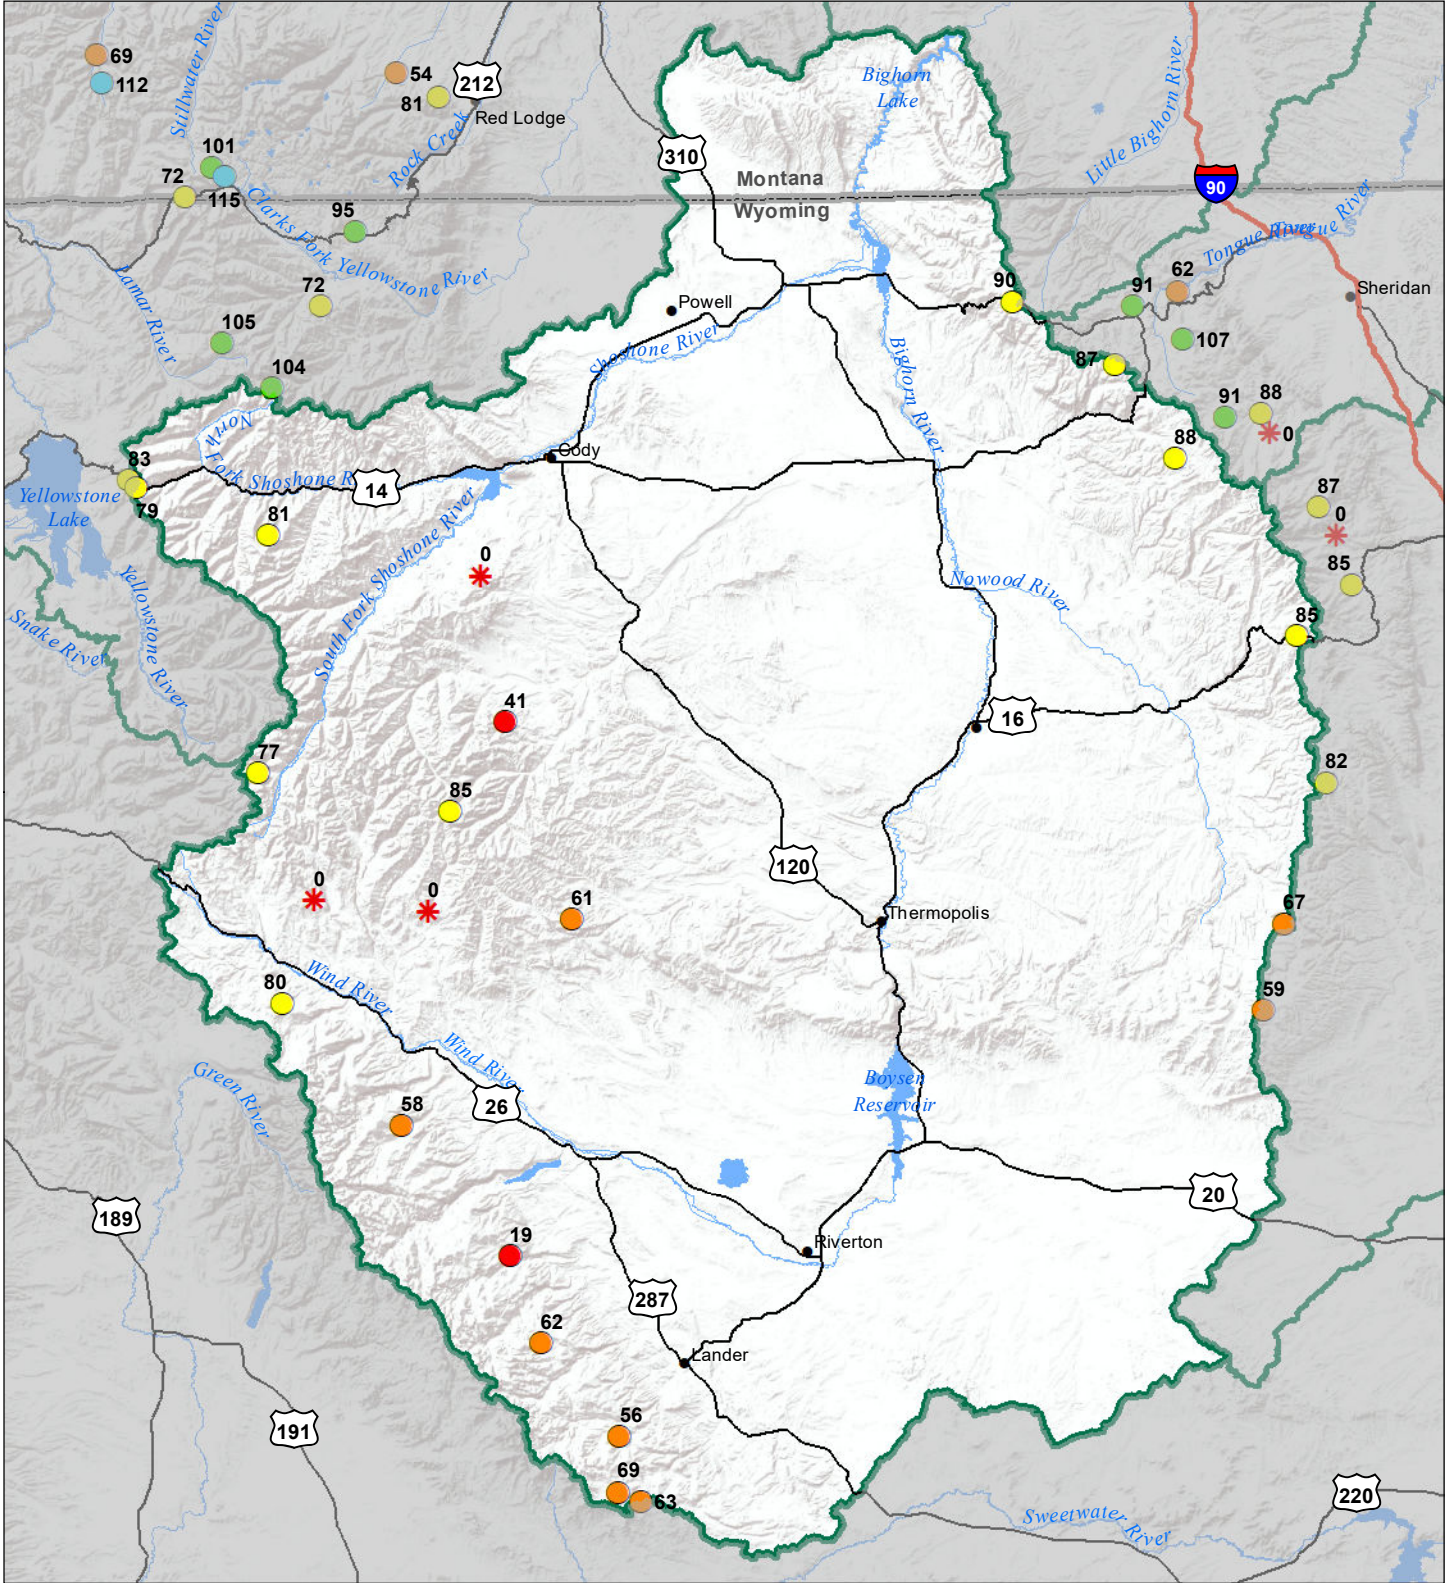 69
112
Stillwater River
54
81
212
Red Lodge
Rock Creek
Bighorn
Lake
Little Bighorn River
101
72
115
310
Montana
Wyoming
90
95
Clarks Fork Yellowstone River
Tongue River
Tongue River
Lamar River
72
105
104
Powell
Shoshone River
90
91
62
Sheridan
107
87
Bighorn River
91
88
0
88
North
Fork Shoshone R
14
Cody
83
79
Yellowstone
Lake
81
South Fork Shoshone River
0
87
0
85
85
Nowood River
Yellowstone River
Snake River
41
16
77
85
82
120
0
0
61
Thermopolis
67
80
Wind River
59
Wind River
Green River
58
26
Boysen
Reservoir
189
20
19
Riverton
287
62
Lander
191
56
69
63
220
Sweetwater
River